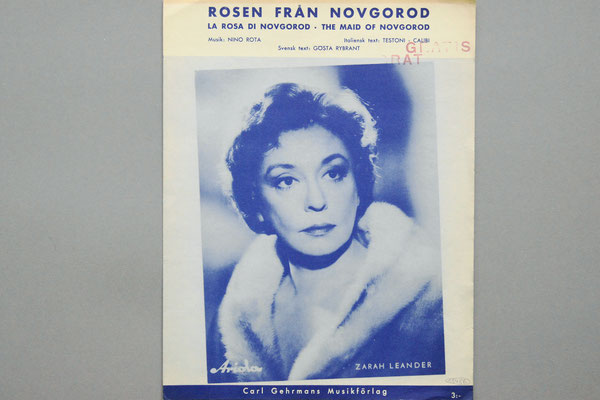 ROSEN FRÅN NOVGOROD
LA ROSA DI NOVGOROD · THE MAID OF NOVGOROD
Musik: NINO ROTA Italiensk text: TESTONI - CALIBI
Svensk text: GÖSTA RYBRANT
GRATIS
Ariola
ZARAH LEANDER
Carl Gehrmans Musikförlag 3:-